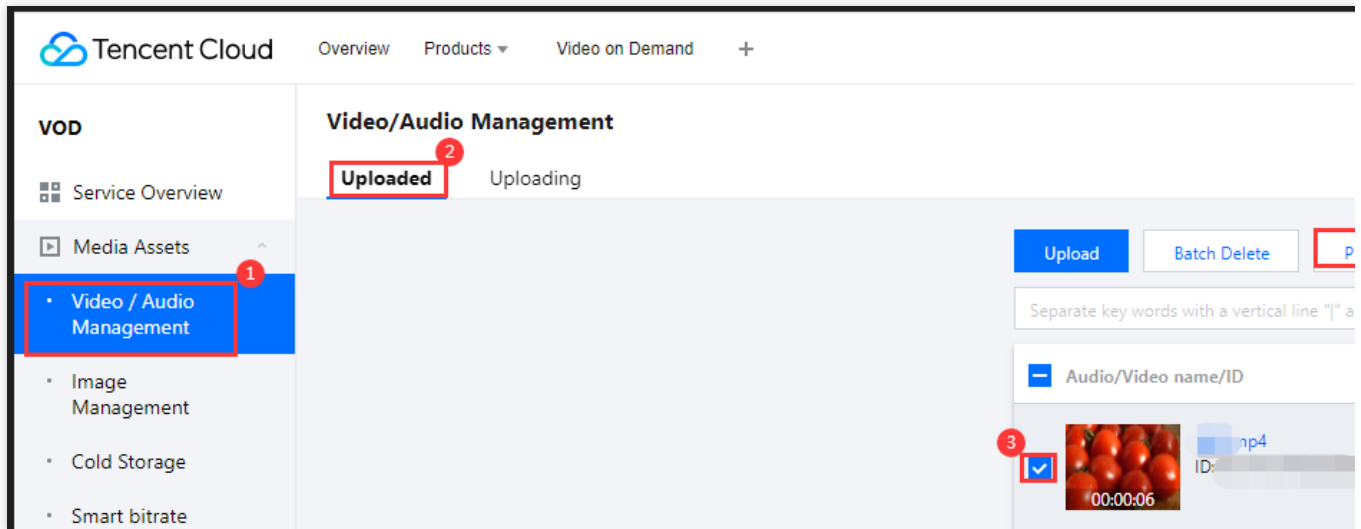 Tencent Cloud Overview Products Video on Demand +
VOD
Video/Audio Management
2
Uploaded Uploading
Service Overview
Media Assets
Upload Batch Delete P
1
Video / Audio
Management
Separate key words with a vertical line "|" a
Audio/Video name/ID
Image
Management
3
mp4
ID:
00:00:06
Cold Storage
Smart bitrate